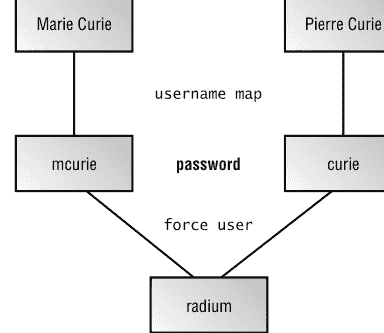 Marie Curie
Pierre Curie
username map
mcurie
password
curie
force user
radium